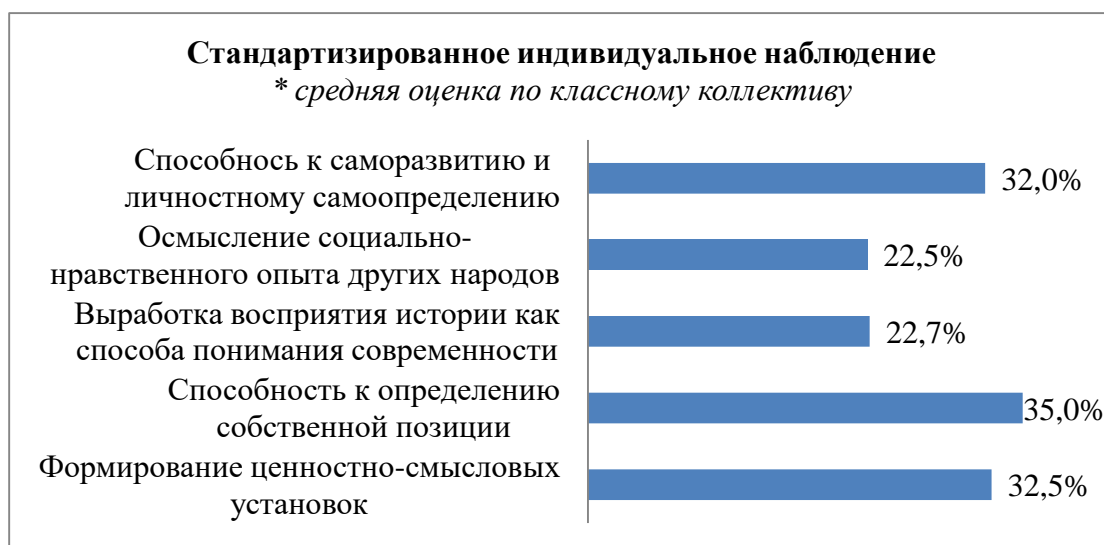 Стандартизированное индивидуальное наблюдение
* средняя оценка по классному коллективу
Способнось к саморазвитию и
личностному самоопределению
32,0%
Осмысление социально-
нравственного опыта других народов
22,5%
Выработка восприятия истории как
способа понимания современности
22,7%
Способность к определению
собственной позиции
35,0%
Формирование ценностно-смысловых
установок
32,5%